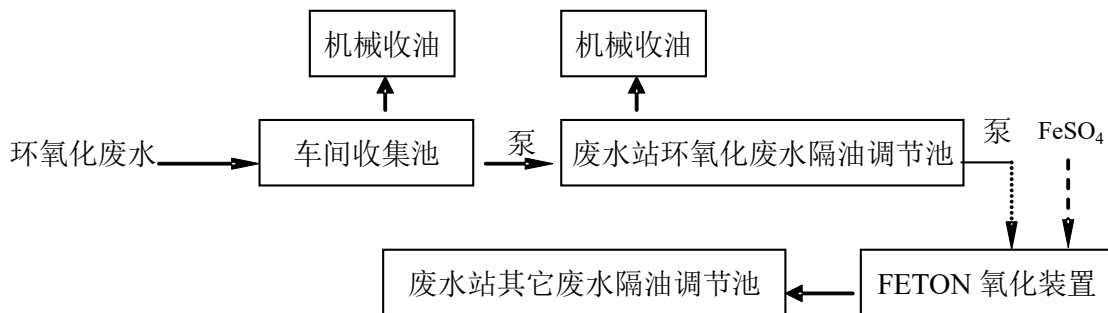 机械收油
机械收油
环氧化废水
车间收集池
泵
废水站环氧化废水隔油调节池
泵
FeSO4
废水站其它废水隔油调节池
FETON 氧化装置